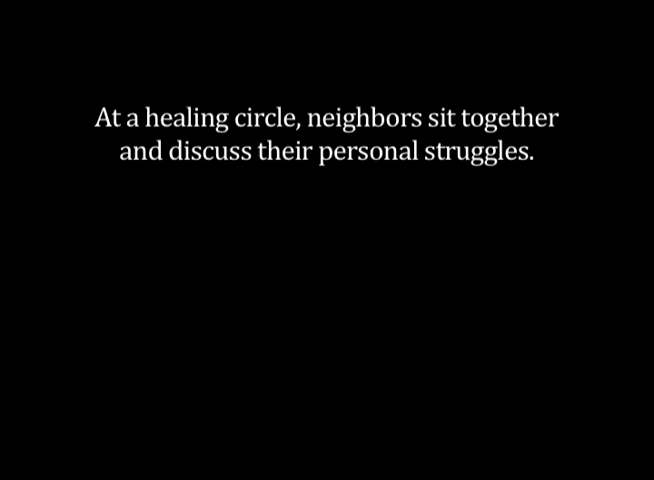 At a healing circle, neighbors sit together
and discuss their personal struggles.